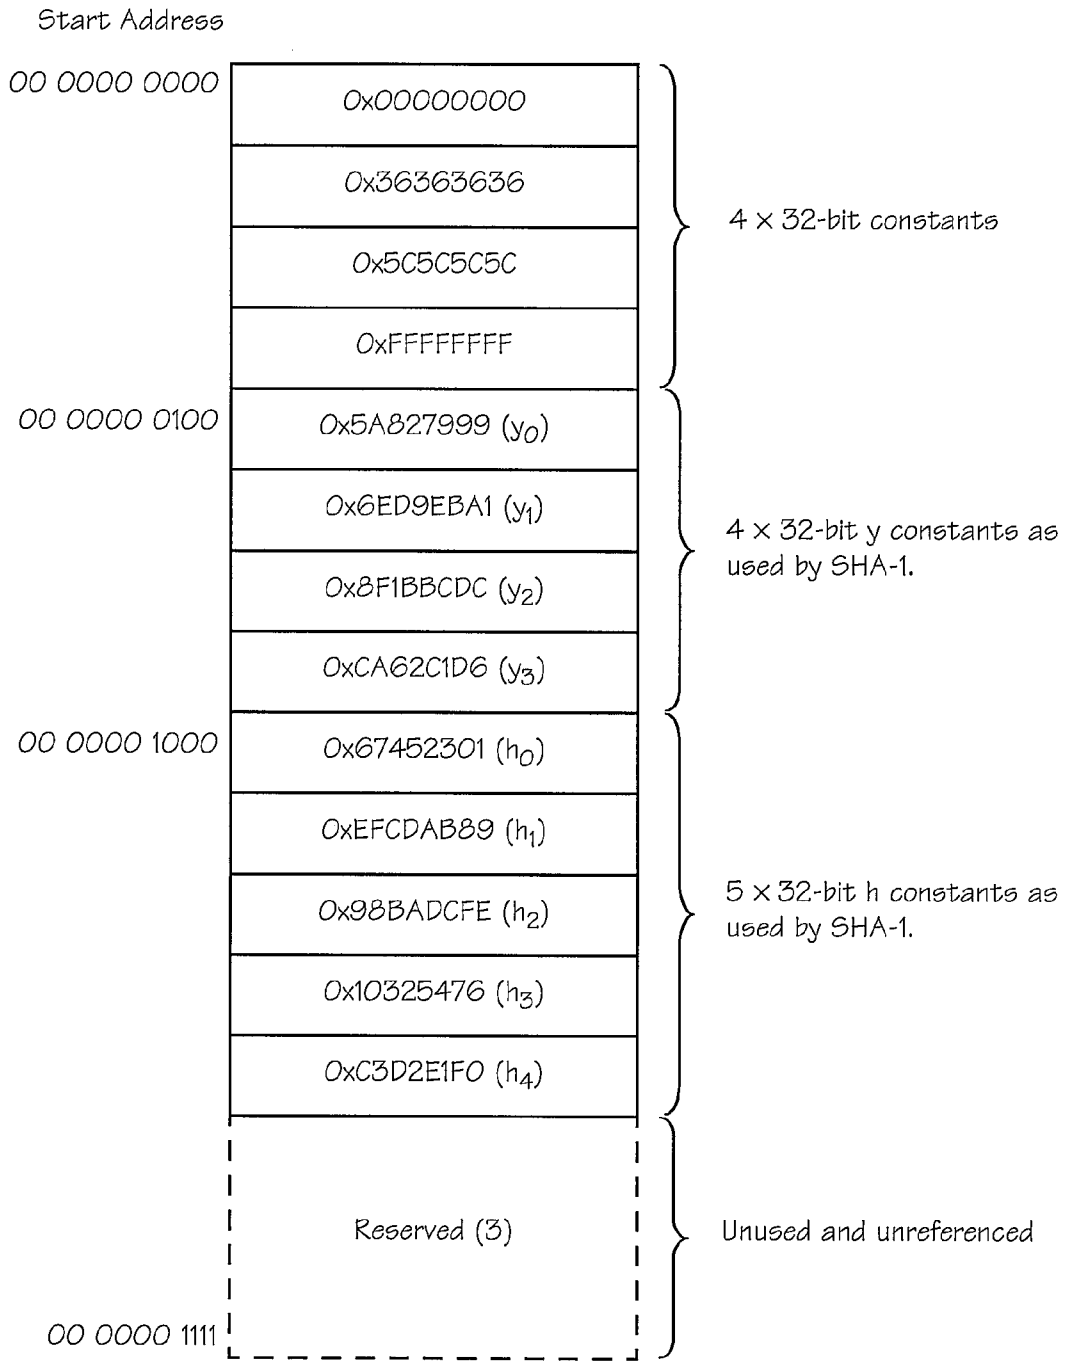 Start Address
00 0000 0000
0x00000000
0x36363636
4 × 32-bit constants
0x5C5C5C5C
0xFFFFFFFF
00 0000 0100
0x5A827999 (y0)
0x6ED9EBA1 (y1)
4 × 32-bit y constants as
used by SHA-1.
0x8F1BBCDC (y2)
0xCA62C1D6 (y3)
00 0000 1000
0x67452301 (h0)
0xEFCDAB89 (h1)
5 × 32-bit h constants as
used by SHA-1.
0x98BADCFE (h2)
0x10325476 (h3)
0xC3D2E1F0 (h4)
Reserved (3)
Unused and unreferenced
00 0000 1111